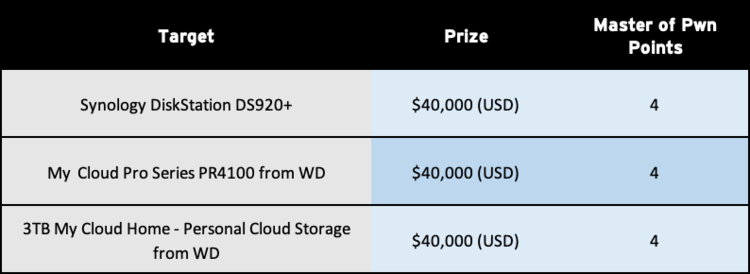 Target Prize Master of Pwn
Points
Synology DiskStation DS920+ $40,000 (USD) 4
My Cloud Pro Series PR4100 from WD $40,000 (USD) 4
3TB My Cloud Home - Personal Cloud Storage
from WD $40,000 (USD) 4